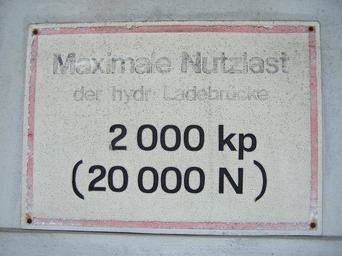 Maximale Nutzlast
der hydr. Ladebrücke
2 000 kp
(20 000 N)